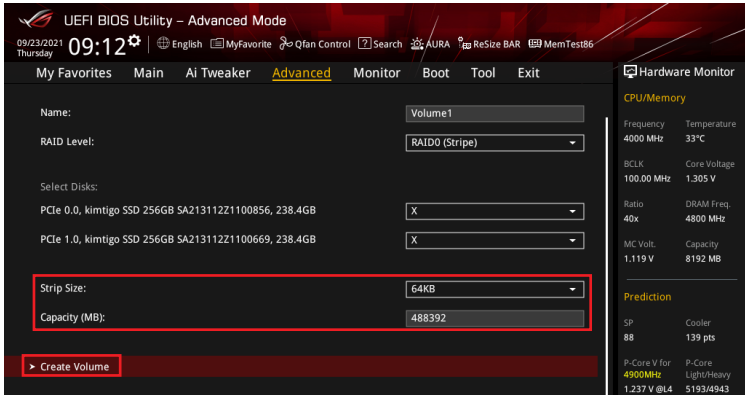 UEFI BIOS Utility – Advanced Mode
09/23/2021 Thursday 09:12 English MyFavorite Qfan Control ? Search AURA ReSize BAR MemTest86
My Favorites Main Ai Tweaker Advanced Monitor Boot Tool Exit
Name: Volume1
RAID Level: RAID0 (Stripe)
Select Disks:
PCIe 0.0, kimtigo SSD 256GB SA213112Z1100856, 238.4GB X
PCIe 1.0, kimtigo SSD 256GB SA213112Z1100669, 238.4GB X
Strip Size: 64KB
Capacity (MB): 488392
> Create Volume
Hardware Monitor
CPU/Memory
Frequency Temperature
4000 MHz 33°C
BCLK Core Voltage
100.00 MHz 1.305 V
Ratio DRAM Freq.
40x 4800 MHz
MC Volt. Capacity
1.119 V 8192 MB
Prediction
SP Cooler
88 139 pts
P-Core V for P-Core
4900MHz Light/Heavy
1.237 V @L4 5193/4943